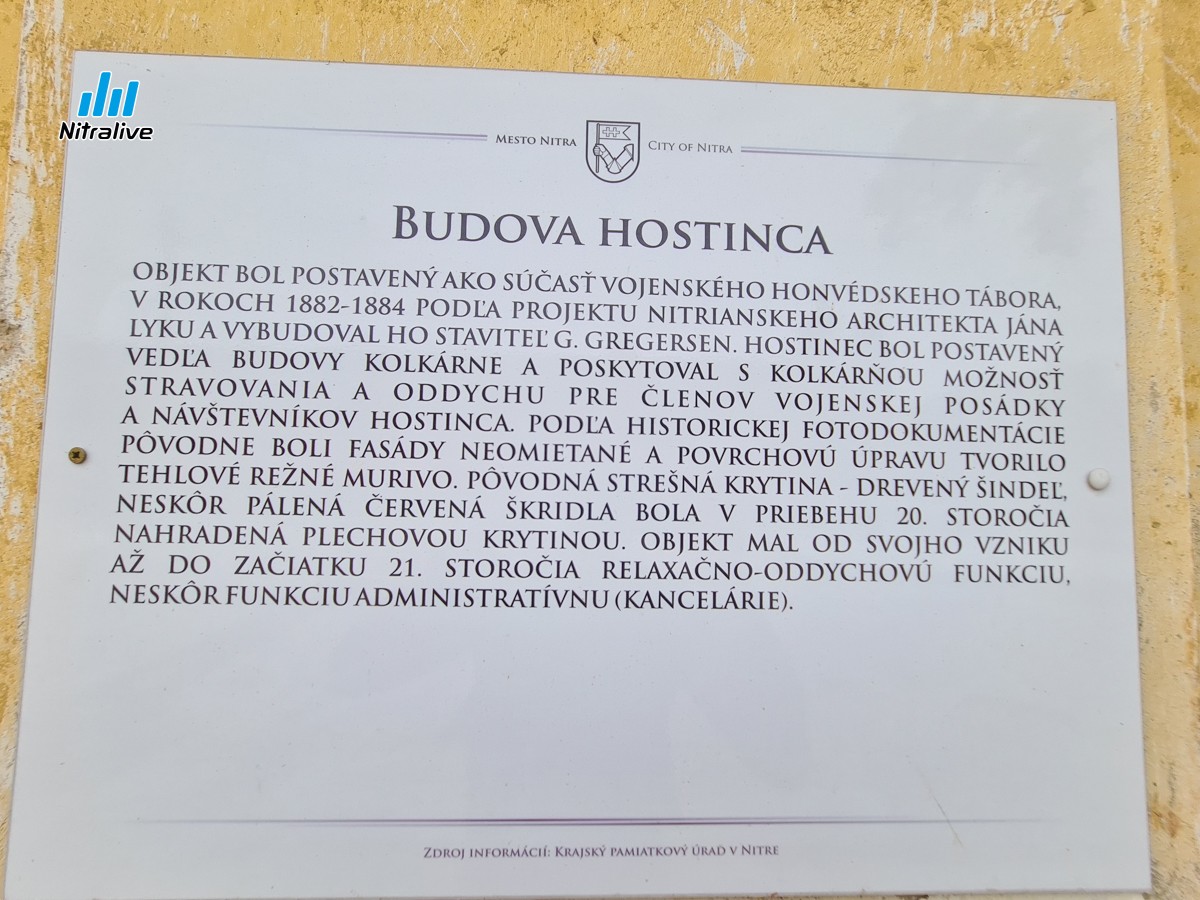 Nitralive
Mesto Nitra City of Nitra
Budova hostinca
OBJEKT BOL POSTAVENÝ AKO SÚČASŤ VOJENSKÉHO HONVÉDSKEHO TÁBORA,
V ROKOCH 1882-1884 PODĽA PROJEKTU NITRIANSKEHO ARCHITEKTA JÁNA
LYKU A VYBUDOVAL HO STAVITEĽ G. GREGERSEN. HOSTINEC BOL POSTAVENÝ
VEDĽA BUDOVY KOLKÁRNE A POSKYTOVAL S KOLKÁRŇOU MOŽNOSŤ
STRAVOVANIA A ODDYCHU PRE ČLENOV VOJENSKEJ POSÁDKY
A NÁVŠTEVNÍKOV HOSTINCA. PODĽA HISTORICKEJ FOTODOKUMENTÁCIE
PÔVODNE BOLI FASÁDY NEOMIETANÉ A POVRCHOVÚ ÚPRAVU TVORILO
TEHLOVÉ REŽNÉ MURIVO. PÔVODNÁ STREŠNÁ KRYTINA - DREVENÝ ŠINDEĽ,
NESKÔR PÁLENÁ ČERVENÁ ŠKRIDLA BOLA V PRIEBEHU 20. STOROČIA
NAHRADENÁ PLECHOVOU KRYTINOU. OBJEKT MAL OD SVOJHO VZNIKU
AŽ DO ZAČIATKU 21. STOROČIA RELAXAČNO-ODDYCHOVÚ FUNKCIU,
NESKÔR FUNKCIU ADMINISTRATÍVNU (KANCELÁRIE).
Zdroj informácií: Krajský pamiatkový úrad v Nitre